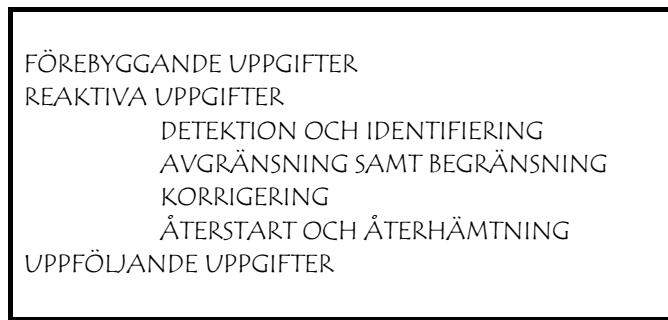 FÖREBYGGANDE UPPGIFTER
REAKTIVA UPPGIFTER
DETEKTION OCH IDENTIFIERING
AVGRÄNSNING SAMT BEGRÄNSNING
KORRIGERING
ÅTERSTART OCH ÅTERHÄMTNING
UPPFÖLJANDE UPPGIFTER